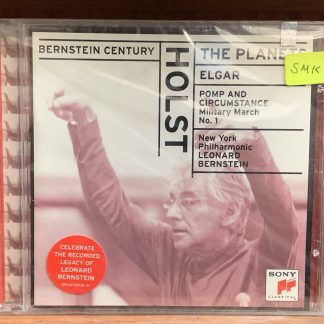 BERNSTEIN CENTURY
HOLST
THE PLANETS
ELGAR
POMP AND
CIRCUMSTANCE
Military March
No. 1
New York
Philharmonic
LEONARD
BERNSTEIN
SMK
CELEBRATE
THE RECORDED
LEGACY OF
LEONARD
BERNSTEIN
SONY